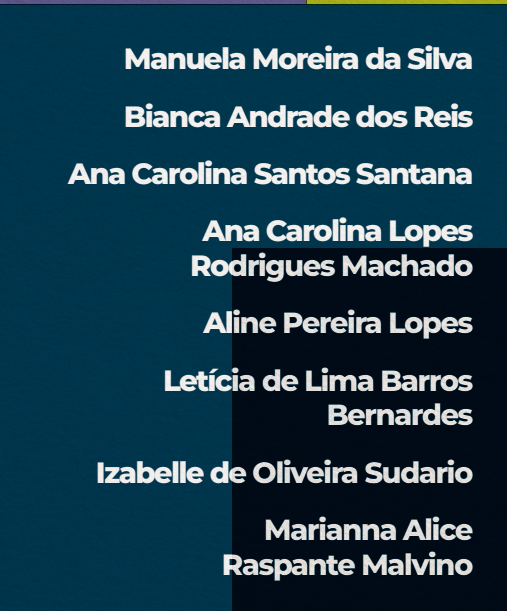 Manuela Moreira da Silva
Bianca Andrade dos Reis
Ana Carolina Santos Santana
Ana Carolina Lopes
Rodrigues Machado
Aline Pereira Lopes
Letícia de Lima Barros
Bernardes
Izabelle de Oliveira Sudario
Marianna Alice
Raspante Malvino